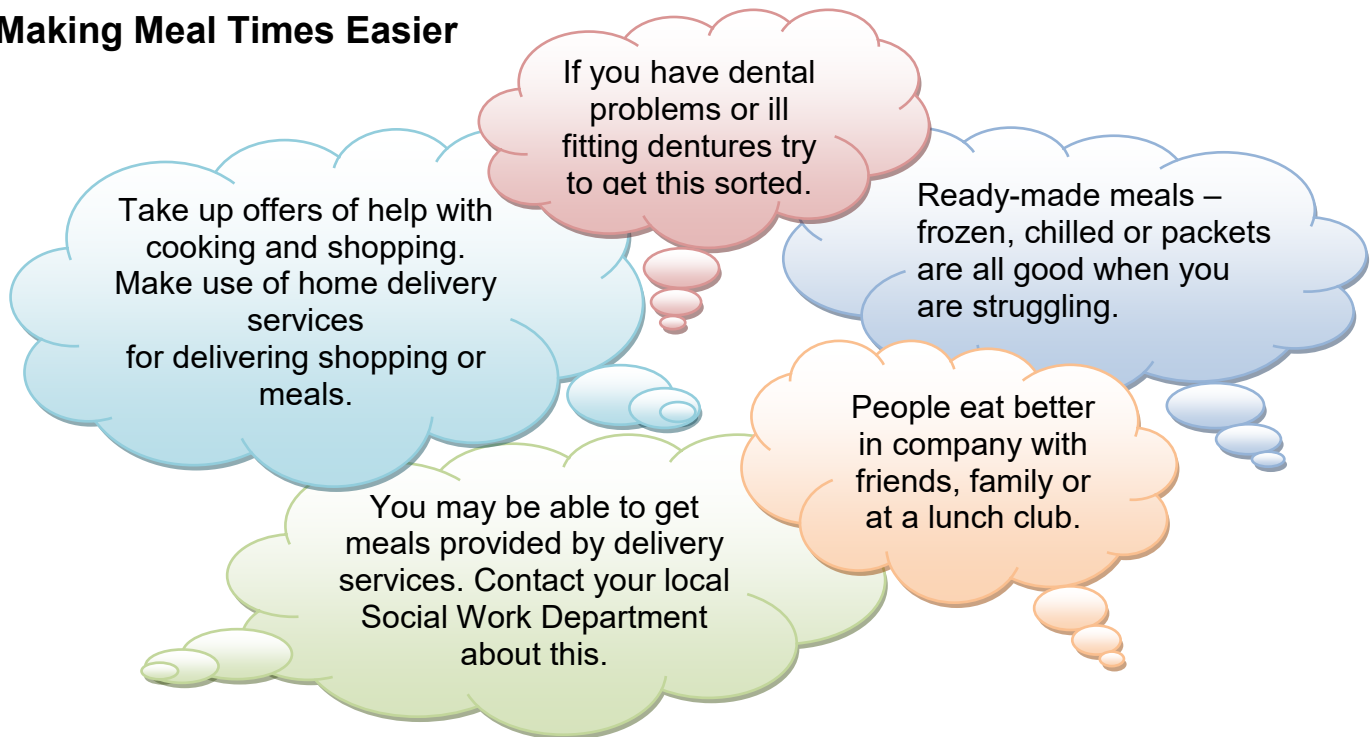 Making Meal Times Easier
If you have dental
problems or ill
fitting dentures try
to get this sorted.
Take up offers of help with
cooking and shopping.
Make use of home delivery
services
for delivering shopping or
meals.
Ready-made meals –
frozen, chilled or packets
are all good when you
are struggling.
People eat better
in company with
friends, family or
at a lunch club.
You may be able to get
meals provided by delivery
services. Contact your local
Social Work Department
about this.